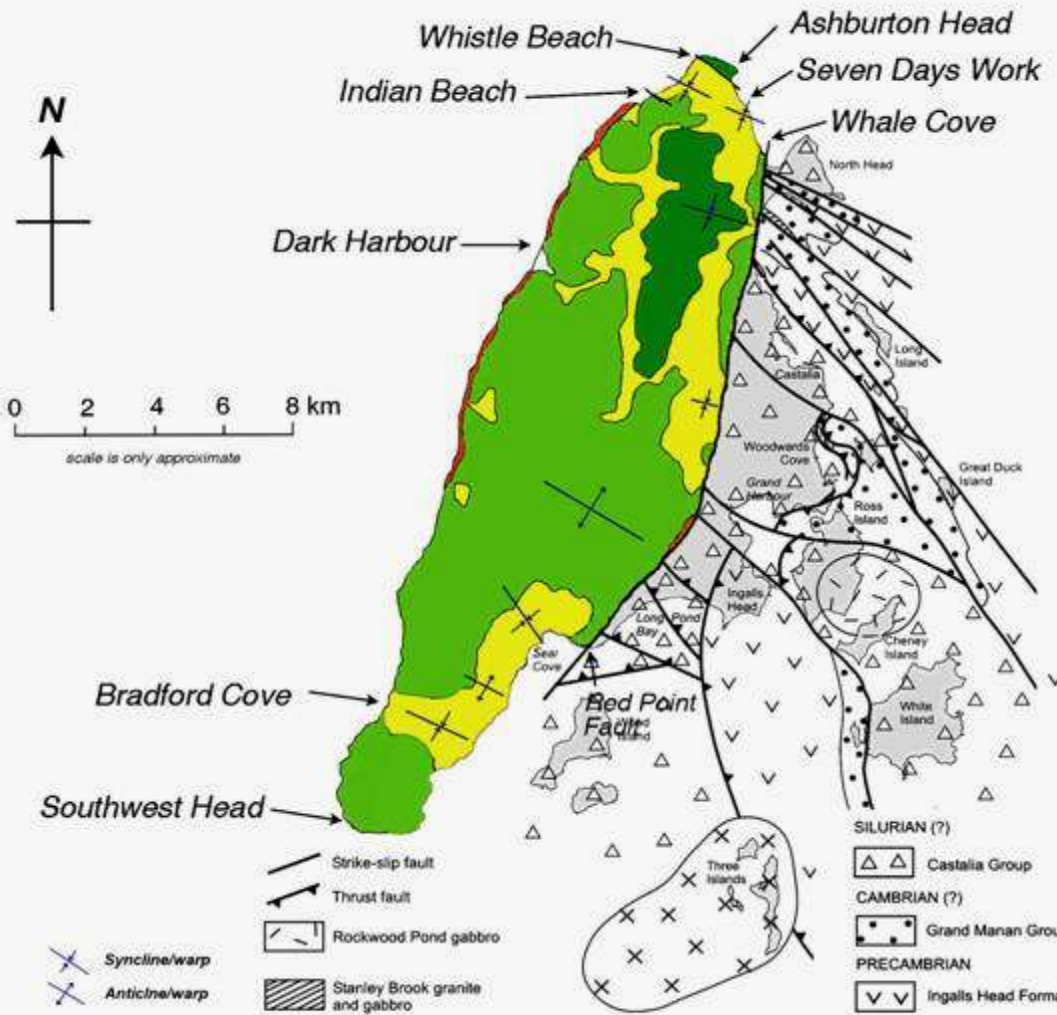 Whistle Beach
Ashburton Head
Indian Beach
Seven Days Work
Whale Cove
N
North Head
Dark Harbour
Long
Island
Castalia
0 2 4 6 8 km
scale is only approximate
Woodwards
Cove
Grand
Harbour
Great Duck
Island
Ross
Island
Ingalls
Head
Long Pond
Bay
Seal
Cove
Cheney
Island
Bradford Cove
Red Point
Fault
White
Island
Southwest Head
Three
Islands
Strike-slip fault
Thrust fault
Rockwood Pond gabbro
Syncline/warp
Anticlne/warp
Stanley Brook granite
and gabbro
SILURIAN (?)
Castalia Group
CAMBRIAN (?)
Grand Manan Grou
PRECAMBRIAN
Ingalls Head Forma